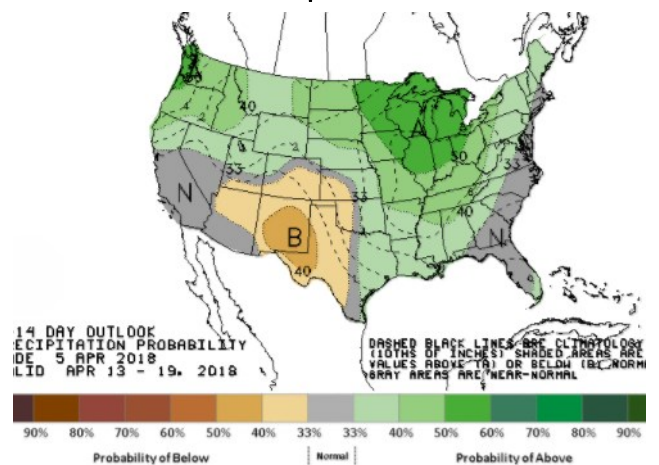 40
A
50
33
33
N
33
40
B
N
40
14 DAY OUTLOOK
ECIPITATION PROBABILITY
DE 5 APR 2018
LID APR 13 - 19, 2018
DASHED BLACK LINES ARE CLIMATOLOGY
(10THS OF INCHES) SHADED AREAS ARE
VALUES ABOVE (A) OR BELOW (B) NORM
GRAY AREAS ARE NEAR-NORMAL
90% 80% 70% 60% 50% 40% 33% 33% 40% 50% 60% 70% 80% 90%
Probability of Below Normal Probability of Above